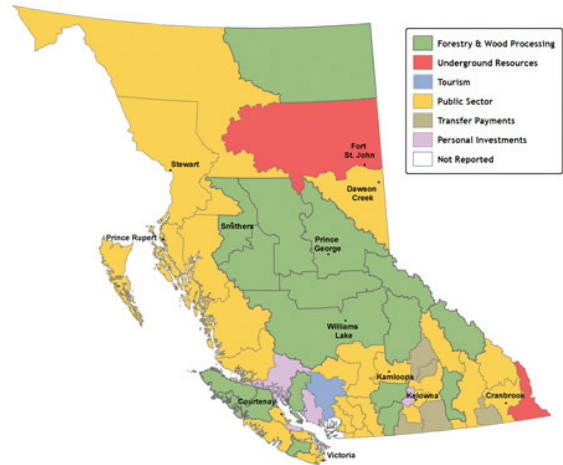 Forestry & Wood Processing
Underground Resources
Tourism
Public Sector
Transfer Payments
Personal Investments
Not Reported
Fort
St. John
Stewart
Dawson
Creek
Prince Rupert
Smithers
Prince
George
Williams
Lake
Kamloops
Courtenay
Kelowna
Cranbrook
Victoria